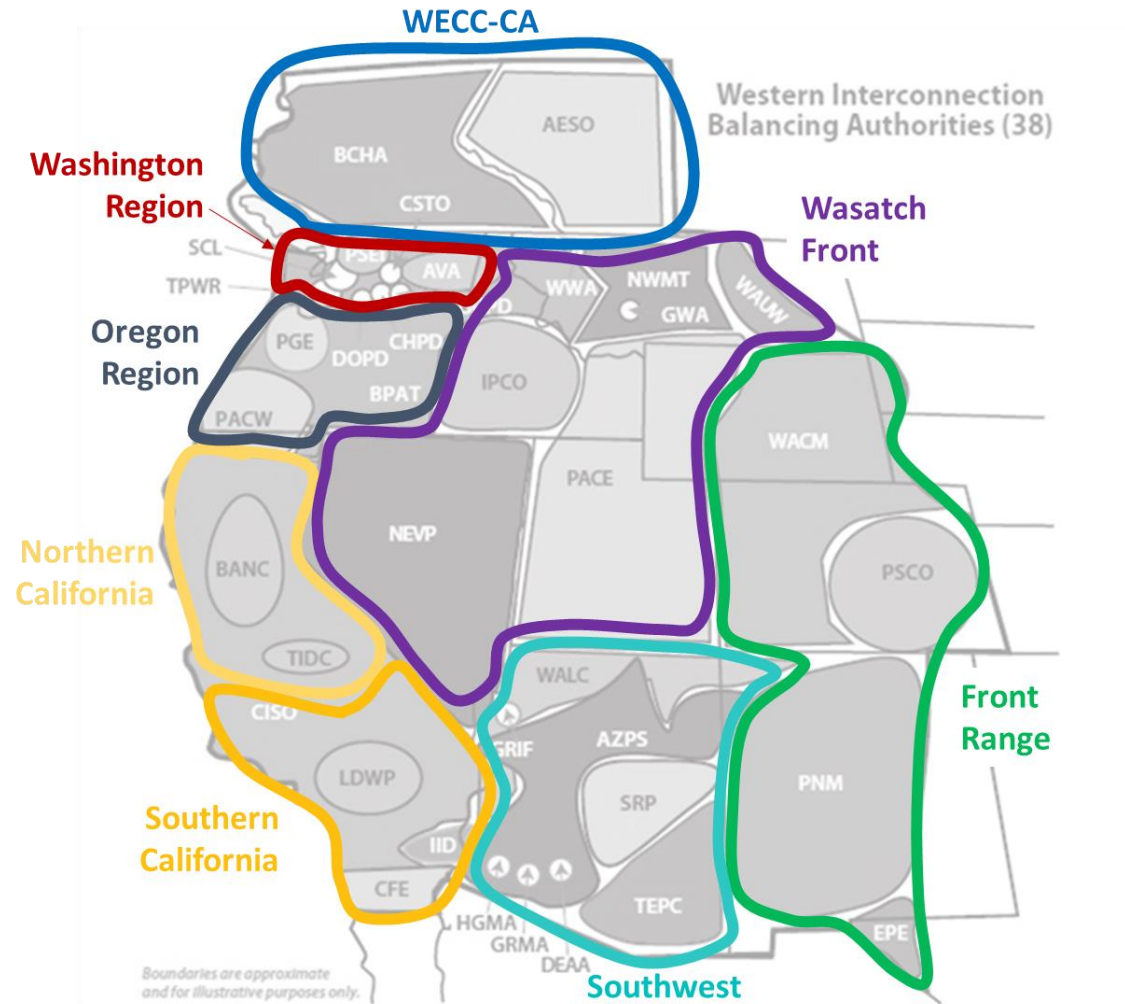 WECC-CA
Western Interconnection
Balancing Authorities (38)
AESO
BCHA
CSTO
Washington
Region
Wasatch
Front
SCL
PSEI
AVA
TPWR
WWA
NWMT
GWA
WAUW
Oregon
Region
PGE
CHPD
DOPD
BPAT
PACW
IPCO
WACM
PACE
NEVP
Northern
California
BANC
PSCO
TIDC
WALC
CISO
Front
Range
GRIF
AZPS
LDWP
SRP
PNM
Southern
California
IID
CFE
TEPC
HGMA
GRMA
DEAA
EPE
Boundaries are approximate
and for illustrative purposes only.
Southwest